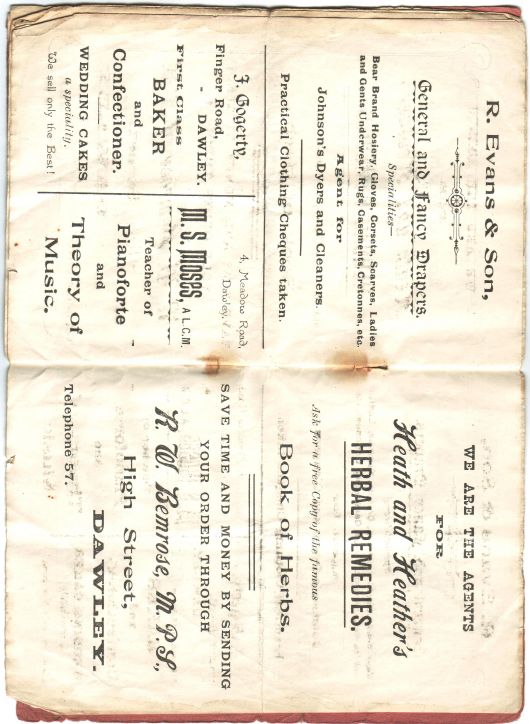 R. Evans & Son,
General and Fancy Drapers.
Specialities—
Bear Brand Hosiery, Gloves, Corsets, Scarves, Ladies
and Gents Underwear, Rugs, Casements, Cretonnes, etc.
Agent for
Johnson's Dyers and Cleaners.
Practical Clothing Cheques taken.
J. Gogerty,
Finger Road,
- DAWLEY.
First Class
BAKER
and
Confectioner.
WEDDING CAKES
a speciality.
We sell only the Best!
4, Meadow Road,
Dawley
M. S. MOSES, A.L.C.M.
Teacher of
Pianoforte
and
Theory of
Music.
WE ARE THE AGENTS
FOR
Heath and Heather's
HERBAL REMEDIES.
Ask for a free Copy of the famous
Book of Herbs.
SAVE TIME AND MONEY BY SENDING
YOUR ORDER THROUGH
R. W. Bemrose, M.P.S.,
High Street,
DAWLEY.
Telephone 57.